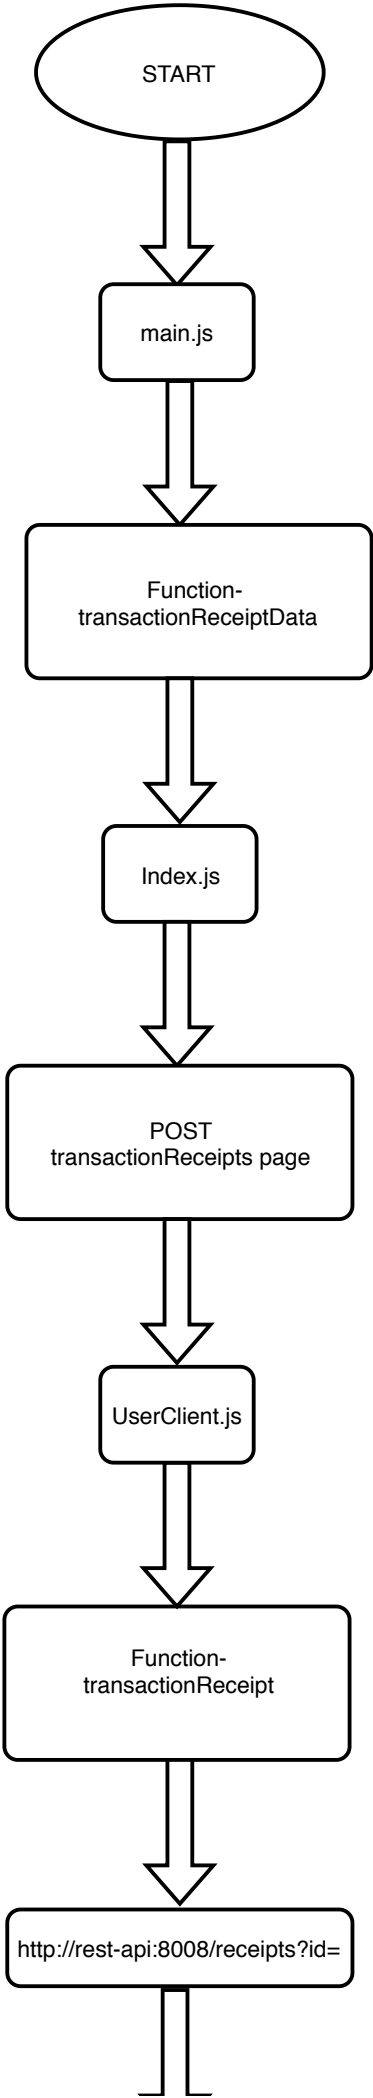 START
main.js
Function-
transactionReceiptData
Index.js
POST
transactionReceipts page
UserClient.js
Function-
transactionReceipt
http://rest-api:8008/receipts?id=